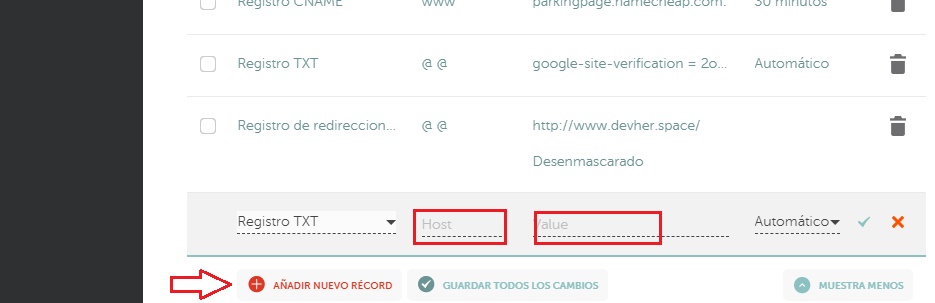 Registro CNAME www parkingpage.namecheap.com. 30 minutos
Registro TXT @ @ google-site-verification = 2o... Automático
Registro de redireccion... @ @ http://www.devher.space/
Desenmascarado
Registro TXT Host Value Automático
AÑADIR NUEVO RÉCORD GUARDAR TODOS LOS CAMBIOS MUESTRA MENOS